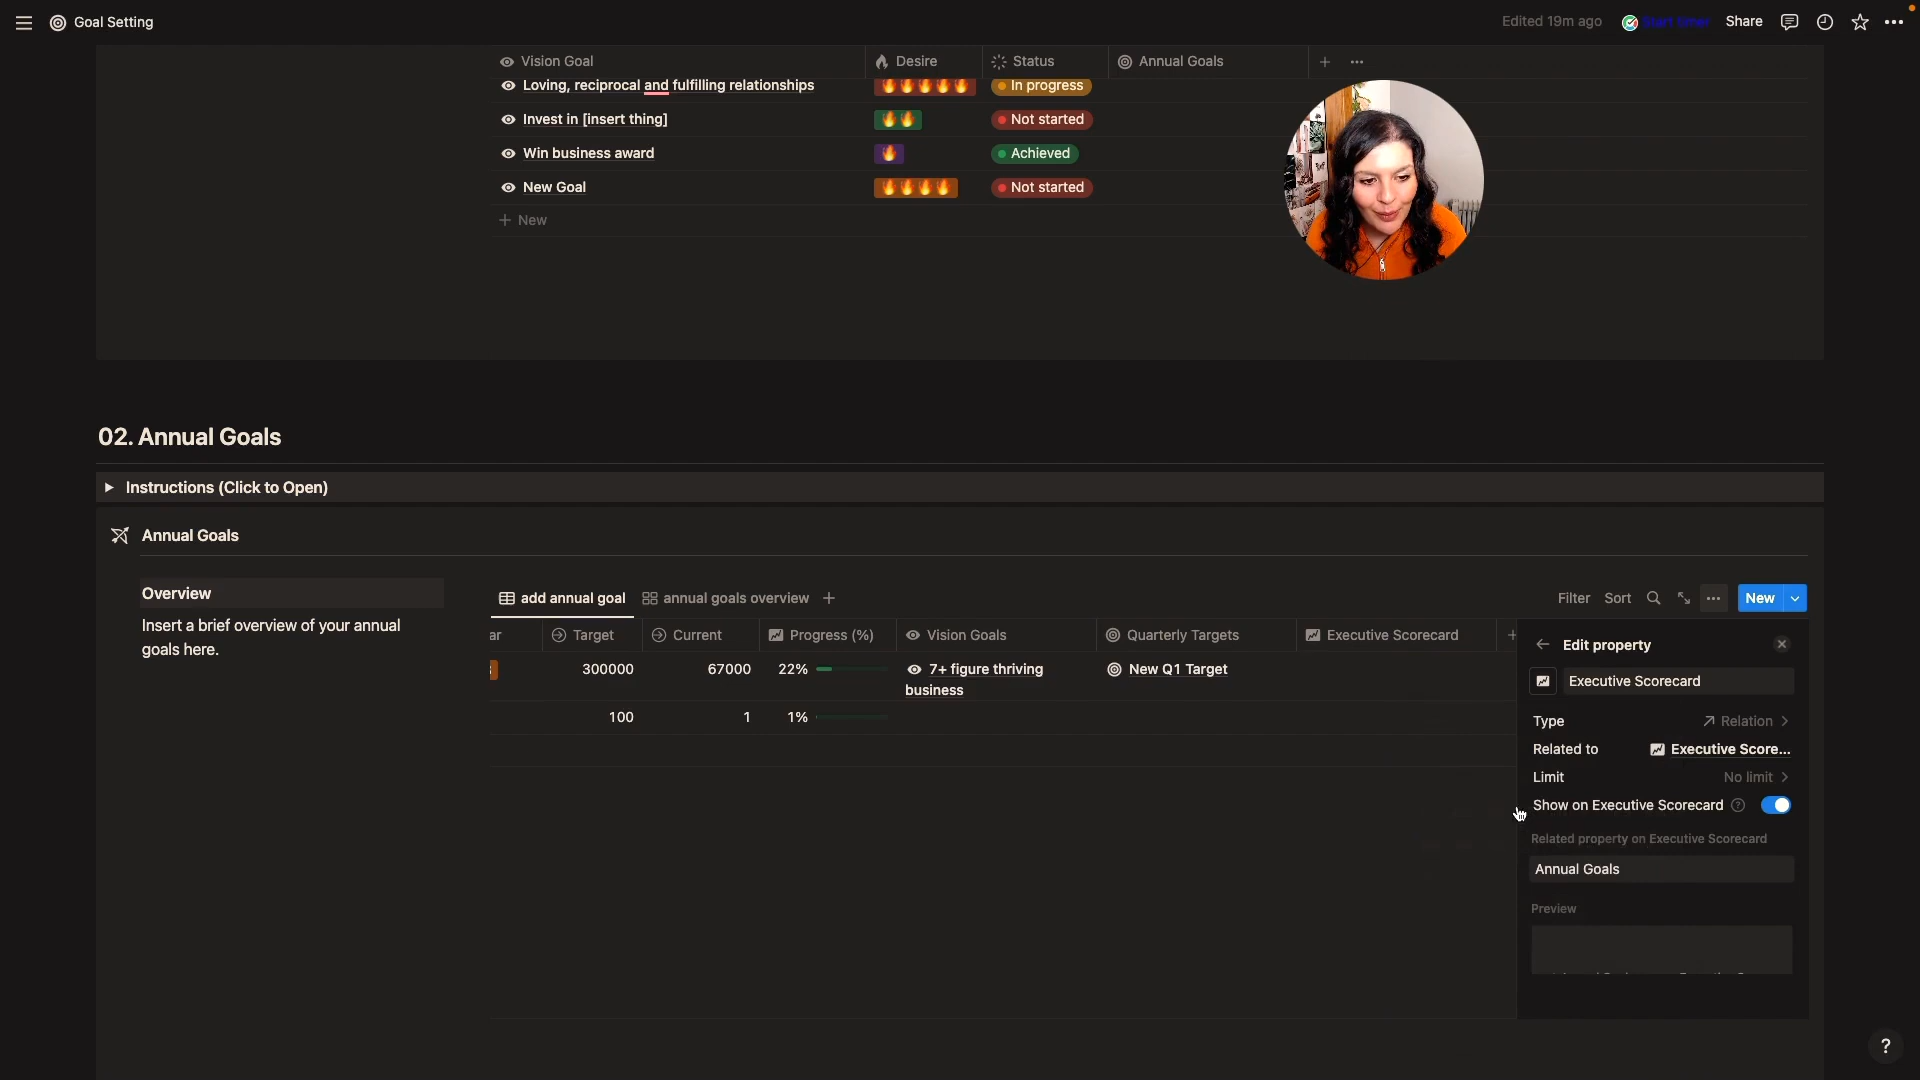 Goal Setting
Edited 19m ago
Start timer
Share
Vision Goal
Desire
Status
Annual Goals
Loving, reciprocal and fulfilling relationships
In progress
Invest in [insert thing]
Not started
Win business award
Achieved
New Goal
Not started
New
02. Annual Goals
Instructions (Click to Open)
Annual Goals
Overview
Insert a brief overview of your annual
goals here.
add annual goal
annual goals overview
Filter
Sort
New
ar
Target
Current
Progress (%)
Vision Goals
Quarterly Targets
Executive Scorecard
300000
67000
22%
7+ figure thriving
business
New Q1 Target
100
1
1%
Edit property
Executive Scorecard
Type
Relation
Related to
Executive Score...
Limit
No limit
Show on Executive Scorecard
Related property on Executive Scorecard
Annual Goals
Preview
?